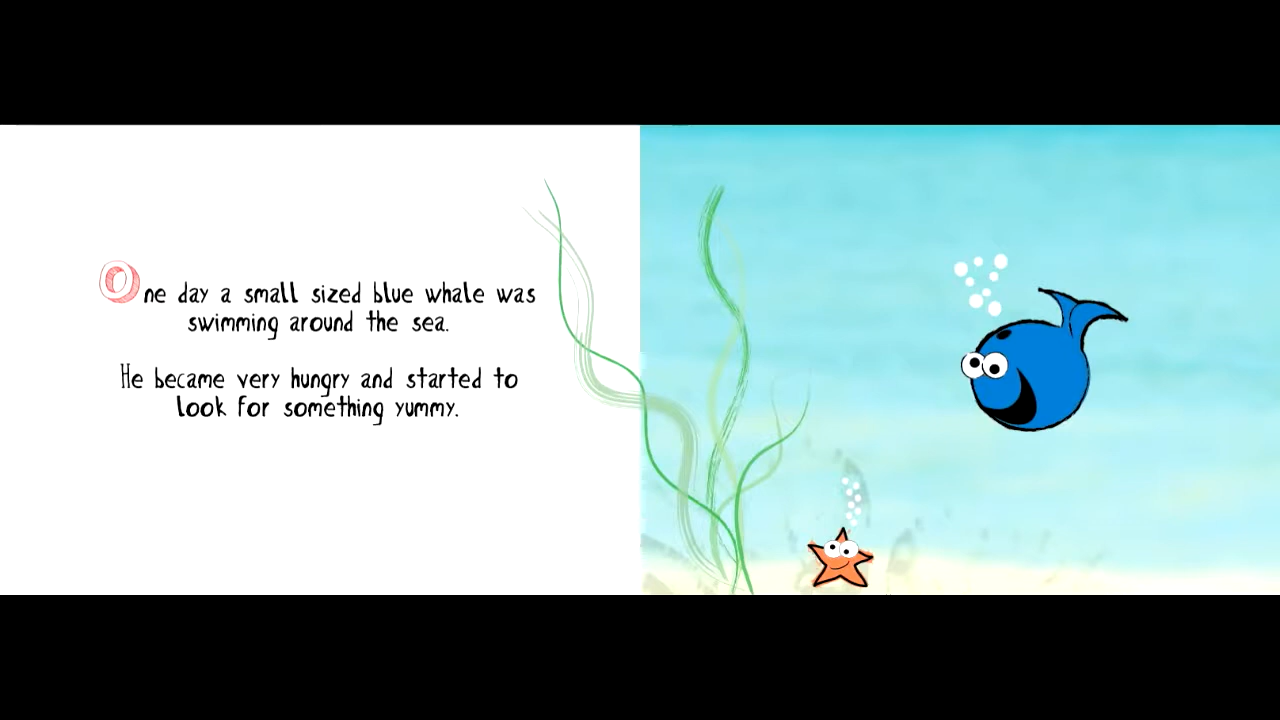 One day a small sized blue whale was
swimming around the sea.
He became very hungry and started to
look for something yummy.